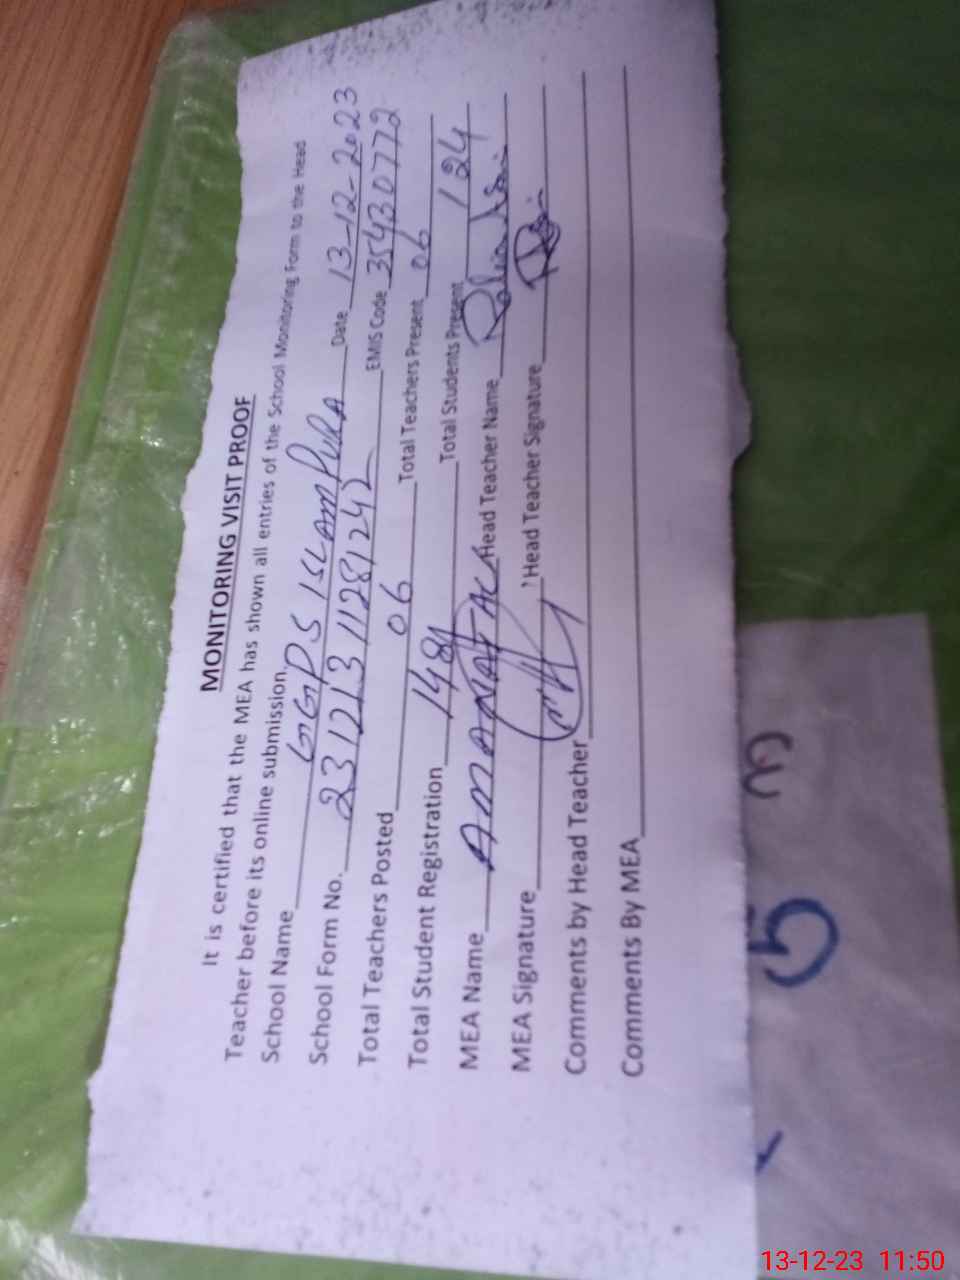 MONITORING VISIT PROOF
It is certified that the MEA has shown all entries of the School Monitoring Form to the Head
Teacher before its online submission.
School Name GGPS ISLAMPURA Date 13-12-2023
School Form No. 23121311281242 EMIS Code 35430772
Total Teachers Posted 06 Total Teachers Present 06
Total Student Registration 148 Total Students Present 124
MEA Name AMANAT ALI Head Teacher Name
MEA Signature Head Teacher Signature
Comments by Head Teacher
Comments By MEA
13-12-23 11:50